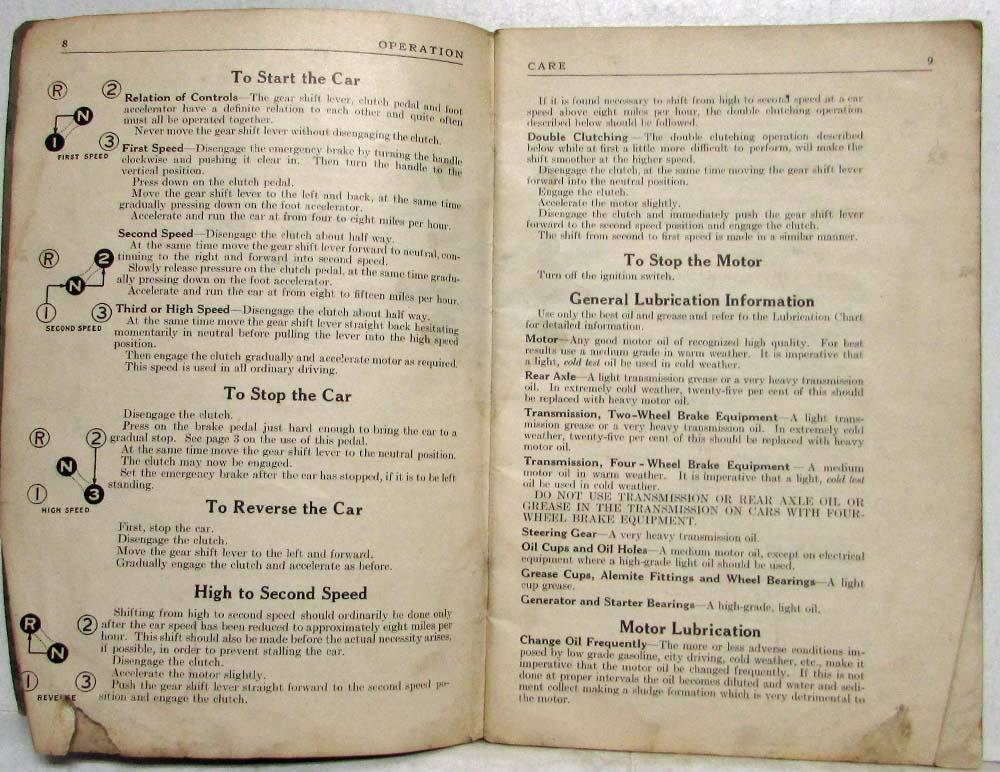 8
OPERATION
To Start the Car
R 2
N
1 3
FIRST SPEED
Relation of Controls—The gear shift lever, clutch pedal and foot
accelerator have a definite relation to each other and quite often
must all be operated together.
Never move the gear shift lever without disengaging the clutch.
First Speed—Disengage the emergency brake by turning the handle
clockwise and pushing it clear in. Then turn the handle to the
vertical position.
Press down on the clutch pedal.
Move the gear shift lever to the left and back, at the same time
gradually pressing down on the foot accelerator.
Accelerate and run the car at from four to eight miles per hour.
R 2
N
1 3
SECOND SPEED
Second Speed—Disengage the clutch about half way.
At the same time move the gear shift lever forward to neutral, con-
tinuing to the right and forward into second speed.
Slowly release pressure on the clutch pedal, at the same time gradu-
ally pressing down on the foot accelerator.
Accelerate and run the car at from eight to fifteen miles per hour.
Third or High Speed—Disengage the clutch about half way.
At the same time move the gear shift lever straight back hesitating
momentarily in neutral before pulling the lever into the high speed
position.
Then engage the clutch gradually and accelerate motor as required.
This speed is used in all ordinary driving.
To Stop the Car
Disengage the clutch.
Press on the brake pedal just hard enough to bring the car to a
gradual stop. See page 3 on the use of this pedal.
At the same time move the gear shift lever to the neutral position.
The clutch may now be engaged.
Set the emergency brake after the car has stopped, if it is to be left
standing.
R 2
N
1 3
HIGH SPEED
To Reverse the Car
First, stop the car.
Disengage the clutch.
Move the gear shift lever to the left and forward.
Gradually engage the clutch and accelerate as before.
High to Second Speed
Shifting from high to second speed should ordinarily be done only
after the car speed has been reduced to approximately eight miles per
hour. This shift should also be made before the actual necessity arises,
if possible, in order to prevent stalling the car.
Disengage the clutch.
Accelerate the motor slightly.
Push the gear shift lever straight forward to the second speed po-
sition and engage the clutch.
R 2
N
1 3
REVERSE
CARE
9
If it is found necessary to shift from high to second speed at a car
speed above eight miles per hour, the double clutching operation
described below should be followed.
Double Clutching—The double clutching operation described
below while at first a little more difficult to perform, will make the
shift smoother at the higher speed.
Disengage the clutch, at the same time moving the gear shift lever
forward into the neutral position.
Engage the clutch.
Accelerate the motor slightly.
Disengage the clutch and immediately push the gear shift lever
forward to the second speed position and engage the clutch.
The shift from second to first speed is made in a similar manner.
To Stop the Motor
Turn off the ignition switch.
General Lubrication Information
Use only the best oil and grease and refer to the Lubrication Chart
for detailed information.
Motor—Any good motor oil of recognized high quality. For best
results use a medium grade in warm weather. It is imperative that
a light, cold test oil be used in cold weather.
Rear Axle—A light transmission grease or a very heavy transmission
oil. In extremely cold weather, twenty-five per cent of this should
be replaced with heavy motor oil.
Transmission, Two-Wheel Brake Equipment—A light trans-
mission grease or a very heavy transmission oil. In extremely cold
weather, twenty-five per cent of this should be replaced with heavy
motor oil.
Transmission, Four-Wheel Brake Equipment—A medium
motor oil in warm weather. It is imperative that a light, cold test
oil be used in cold weather.
DO NOT USE TRANSMISSION OR REAR AXLE OIL OR
GREASE IN THE TRANSMISSION ON CARS WITH FOUR-
WHEEL BRAKE EQUIPMENT.
Steering Gear—A very heavy transmission oil.
Oil Cups and Oil Holes—A medium motor oil, except on electrical
equipment where a high-grade light oil should be used.
Grease Cups, Alemite Fittings and Wheel Bearings—A light
cup grease.
Generator and Starter Bearings—A high-grade, light oil.
Motor Lubrication
Change Oil Frequently—The more or less adverse conditions im-
posed by low grade gasoline, city driving, cold weather, etc., make it
imperative that the motor oil be changed frequently. If this is not
done at proper intervals the oil becomes diluted and water and sedi-
ment collect making a sludge formation which is very detrimental to
the motor.